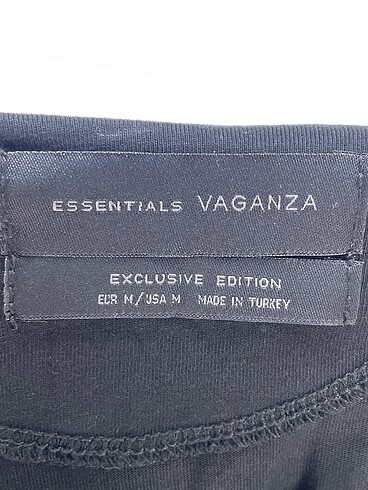 ESSENTIALS VAGANZA
EXCLUSIVE EDITION
EUR M/USA M MADE IN TURKEY